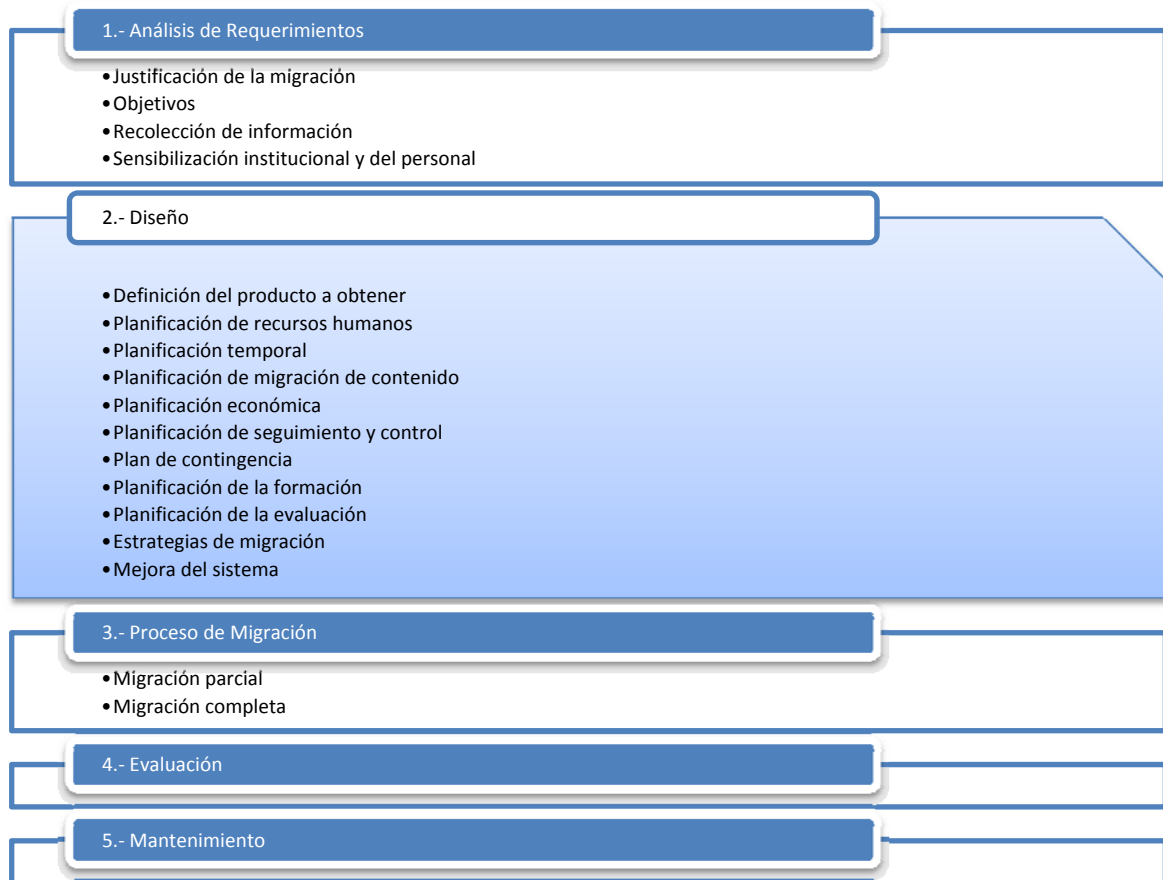 1.- Análisis de Requerimientos
•Justificación de la migración
•Objetivos
•Recolección de información
•Sensibilización institucional y del personal
2.- Diseño
•Definición del producto a obtener
•Planificación de recursos humanos
•Planificación temporal
•Planificación de migración de contenido
•Planificación económica
•Planificación de seguimiento y control
•Plan de contingencia
•Planificación de la formación
•Planificación de la evaluación
•Estrategias de migración
•Mejora del sistema
3.- Proceso de Migración
•Migración parcial
•Migración completa
4.- Evaluación
5.- Mantenimiento